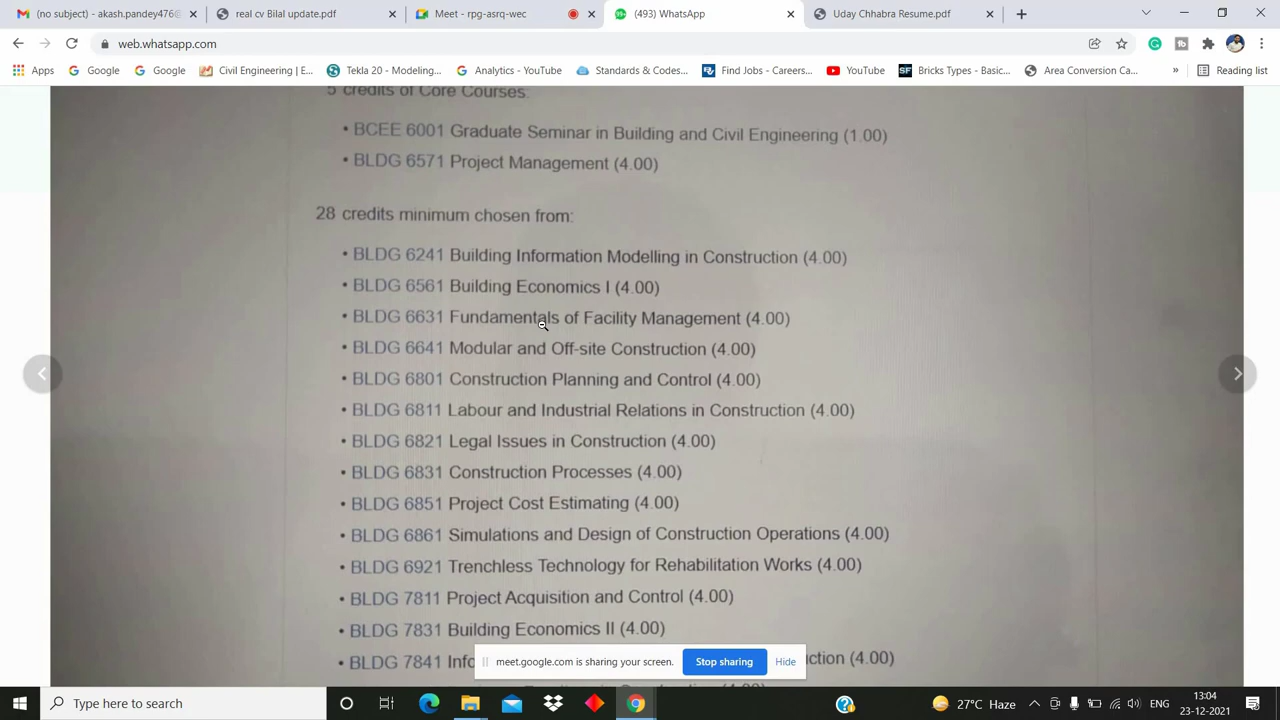 (no subject) - akash.pandey476@
real cv Bilal update.pdf
Meet - rpg-asrq-wec
99+
(493) WhatsApp
Uday Chhabra Resume.pdf
web.whatsapp.com
Apps
Google
Google
Civil Engineering | E...
Tekla 20 - Modeling...
Analytics - YouTube
Standards & Codes...
Find Jobs - Careers...
YouTube
SF
Bricks Types - Basic...
Area Conversion Ca...
»
Reading list
5 credits of Core Courses:
• BCEE 6001 Graduate Seminar in Building and Civil Engineering (1.00)
• BLDG 6571 Project Management (4.00)
28 credits minimum chosen from:
• BLDG 6241 Building Information Modelling in Construction (4.00)
• BLDG 6561 Building Economics I (4.00)
• BLDG 6631 Fundamentals of Facility Management (4.00)
• BLDG 6641 Modular and Off-site Construction (4.00)
• BLDG 6801 Construction Planning and Control (4.00)
• BLDG 6811 Labour and Industrial Relations in Construction (4.00)
• BLDG 6821 Legal Issues in Construction (4.00)
• BLDG 6831 Construction Processes (4.00)
• BLDG 6851 Project Cost Estimating (4.00)
• BLDG 6861 Simulations and Design of Construction Operations (4.00)
• BLDG 6921 Trenchless Technology for Rehabilitation Works (4.00)
• BLDG 7811 Project Acquisition and Control (4.00)
• BLDG 7831 Building Economics II (4.00)
• BLDG 7841 Info
ction (4.00)
meet.google.com is sharing your screen.
Stop sharing
Hide
Type here to search
27°C Haze
ENG
13:04
23-12-2021